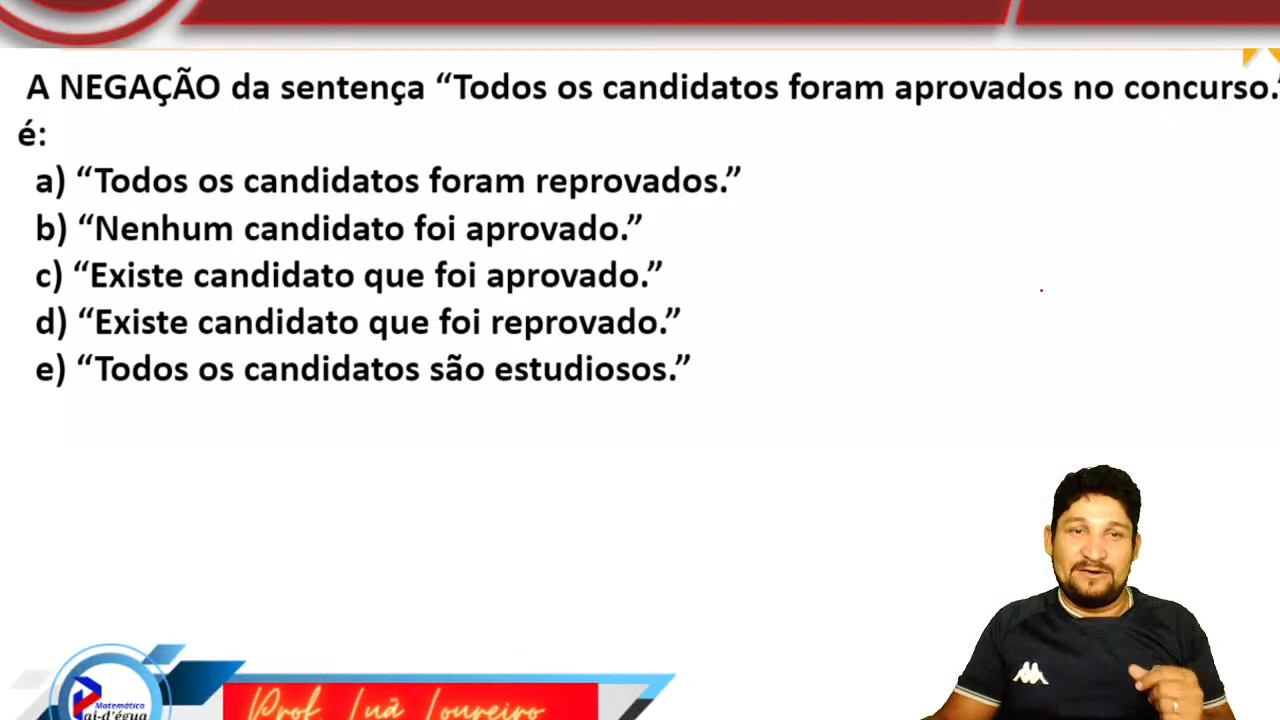 A NEGAÇÃO da sentença “Todos os candidatos foram aprovados no concurso.”
é:
a) “Todos os candidatos foram reprovados.”
b) “Nenhum candidato foi aprovado.”
c) “Existe candidato que foi aprovado.”
d) “Existe candidato que foi reprovado.”
e) “Todos os candidatos são estudiosos.”
Matemática
ai-d'égua
Prof. Luã Loureiro